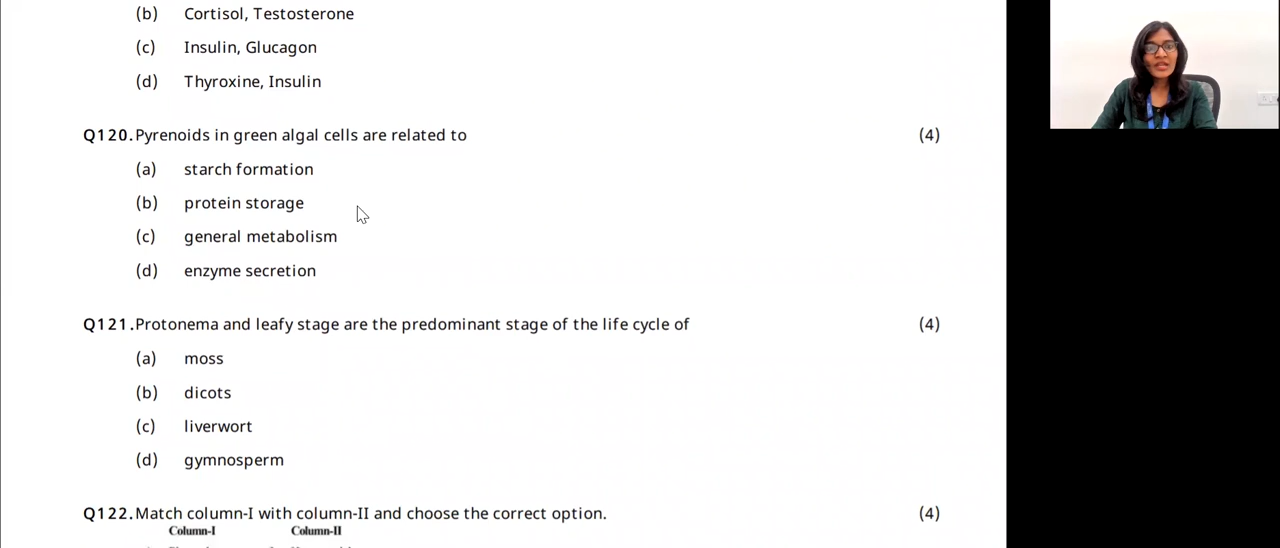 (b) Cortisol, Testosterone
(c) Insulin, Glucagon
(d) Thyroxine, Insulin
Q120. Pyrenoids in green algal cells are related to (4)
(a) starch formation
(b) protein storage
(c) general metabolism
(d) enzyme secretion
Q121. Protonema and leafy stage are the predominant stage of the life cycle of (4)
(a) moss
(b) dicots
(c) liverwort
(d) gymnosperm
Q122. Match column-I with column-II and choose the correct option. (4)
Column-I Column-II